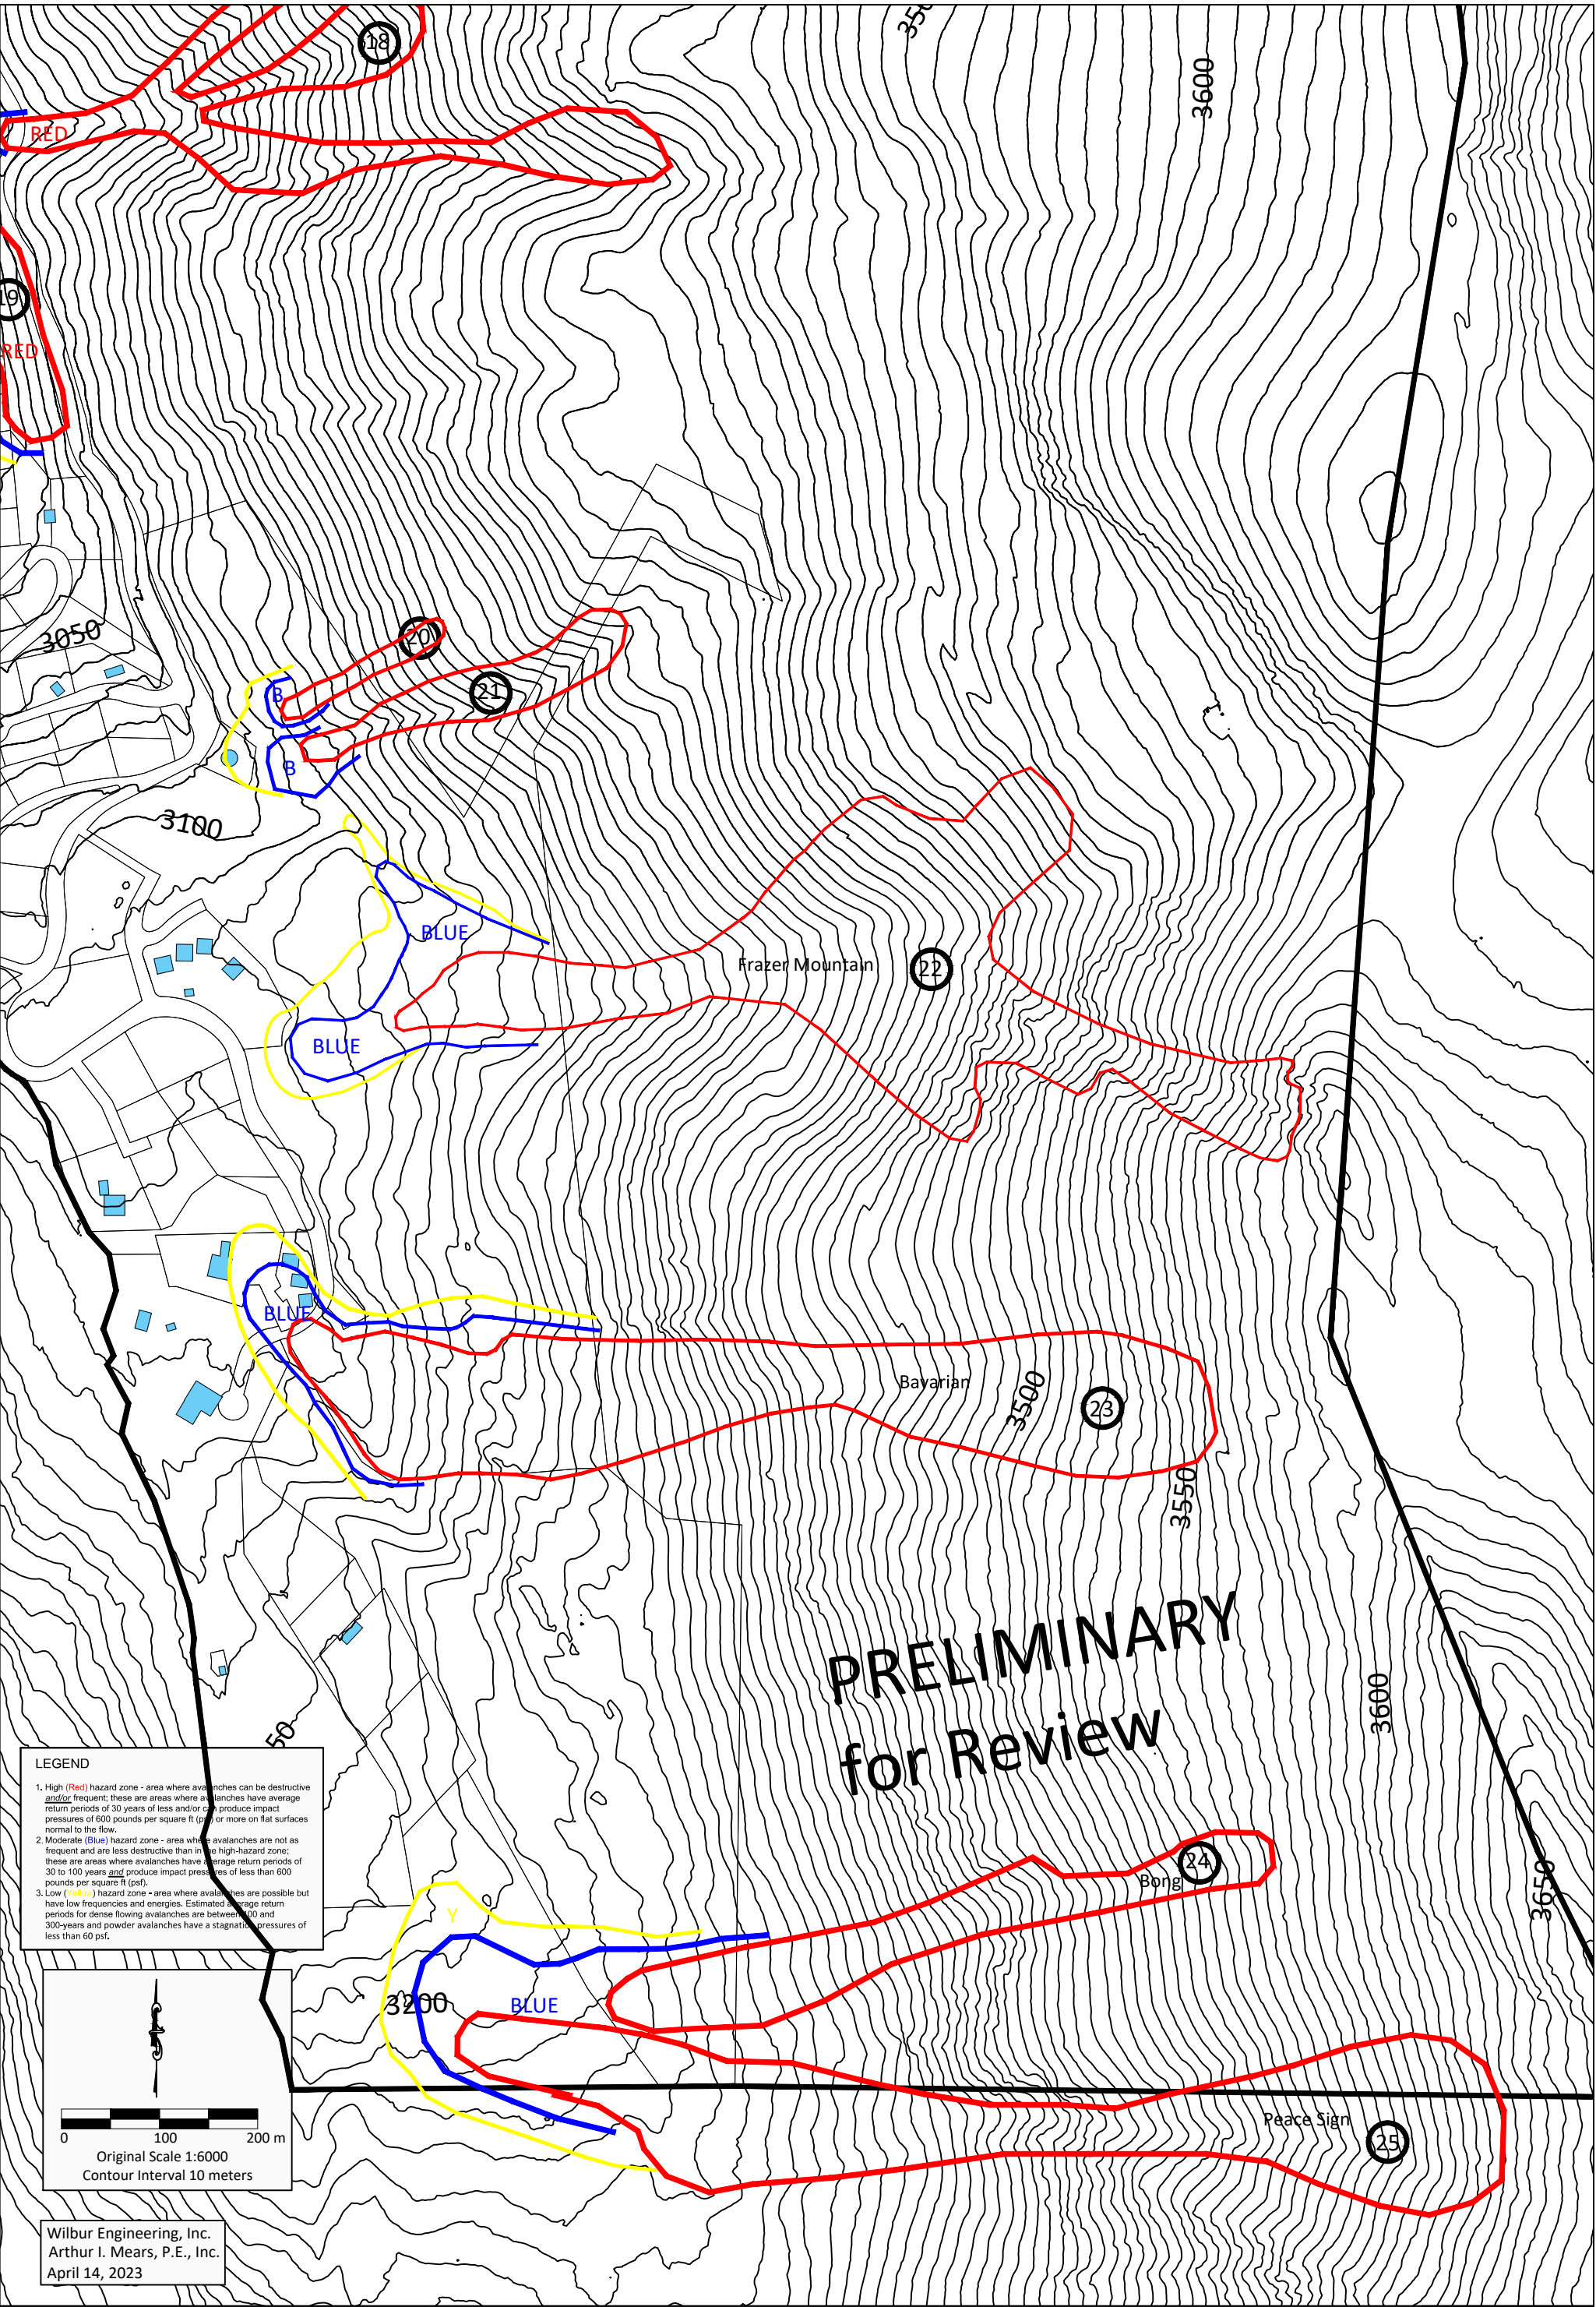 350
3600
18
RED
19
RED
3050
20
21
B
B
3100
BLUE
Frazer Mountain
22
BLUE
BLUE
Bavarian
3500
23
3550
PRELIMINARY
for Review
3600
50
LEGEND
1. High (Red) hazard zone - area where avalanches can be destructive
and/or frequent; these are areas where avalanches have average
return periods of 30 years of less and/or can produce impact
pressures of 600 pounds per square ft (psf) or more on flat surfaces
normal to the flow.
2. Moderate (Blue) hazard zone - area where avalanches are not as
frequent and are less destructive than in the high-hazard zone;
these are areas where avalanches have average return periods of
30 to 100 years and produce impact pressures of less than 600
pounds per square ft (psf).
3. Low (Yellow) hazard zone - area where avalanches are possible but
have low frequencies and energies. Estimated average return
periods for dense flowing avalanches are between 100 and
300-years and powder avalanches have a stagnation pressures of
less than 60 psf.
24
Bong
3650
Y
3200
BLUE
Peace Sign
25
0 100 200 m
Original Scale 1:6000
Contour Interval 10 meters
Wilbur Engineering, Inc.
Arthur I. Mears, P.E., Inc.
April 14, 2023